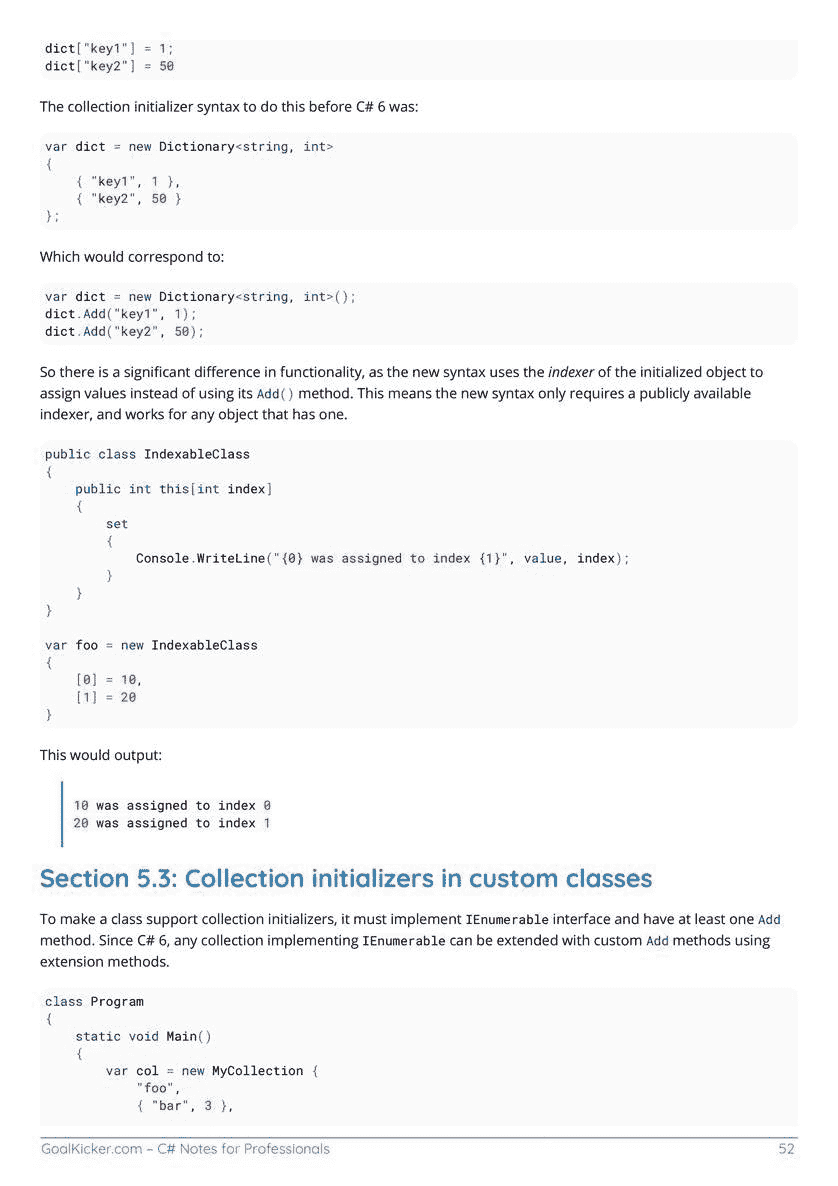 dict["key1"] = 1;
dict["key2"] = 50
The collection initializer syntax to do this before C# 6 was:
var dict = new Dictionary<string, int>
{
    { "key1", 1 },
    { "key2", 50 }
};
Which would correspond to:
var dict = new Dictionary<string, int>();
dict.Add("key1", 1);
dict.Add("key2", 50);
So there is a significant difference in functionality, as the new syntax uses the indexer of the initialized object to
assign values instead of using its Add() method. This means the new syntax only requires a publicly available
indexer, and works for any object that has one.
public class IndexableClass
{
    public int this[int index]
    {
        set
        {
            Console.WriteLine("{0} was assigned to index {1}", value, index);
        }
    }
}
var foo = new IndexableClass
{
    [0] = 10,
    [1] = 20
}
This would output:
10 was assigned to index 0
20 was assigned to index 1
Section 5.3: Collection initializers in custom classes
To make a class support collection initializers, it must implement IEnumerable interface and have at least one Add
method. Since C# 6, any collection implementing IEnumerable can be extended with custom Add methods using
extension methods.
class Program
{
    static void Main()
    {
        var col = new MyCollection {
            "foo",
            { "bar", 3 },
GoalKicker.com – C# Notes for Professionals 52